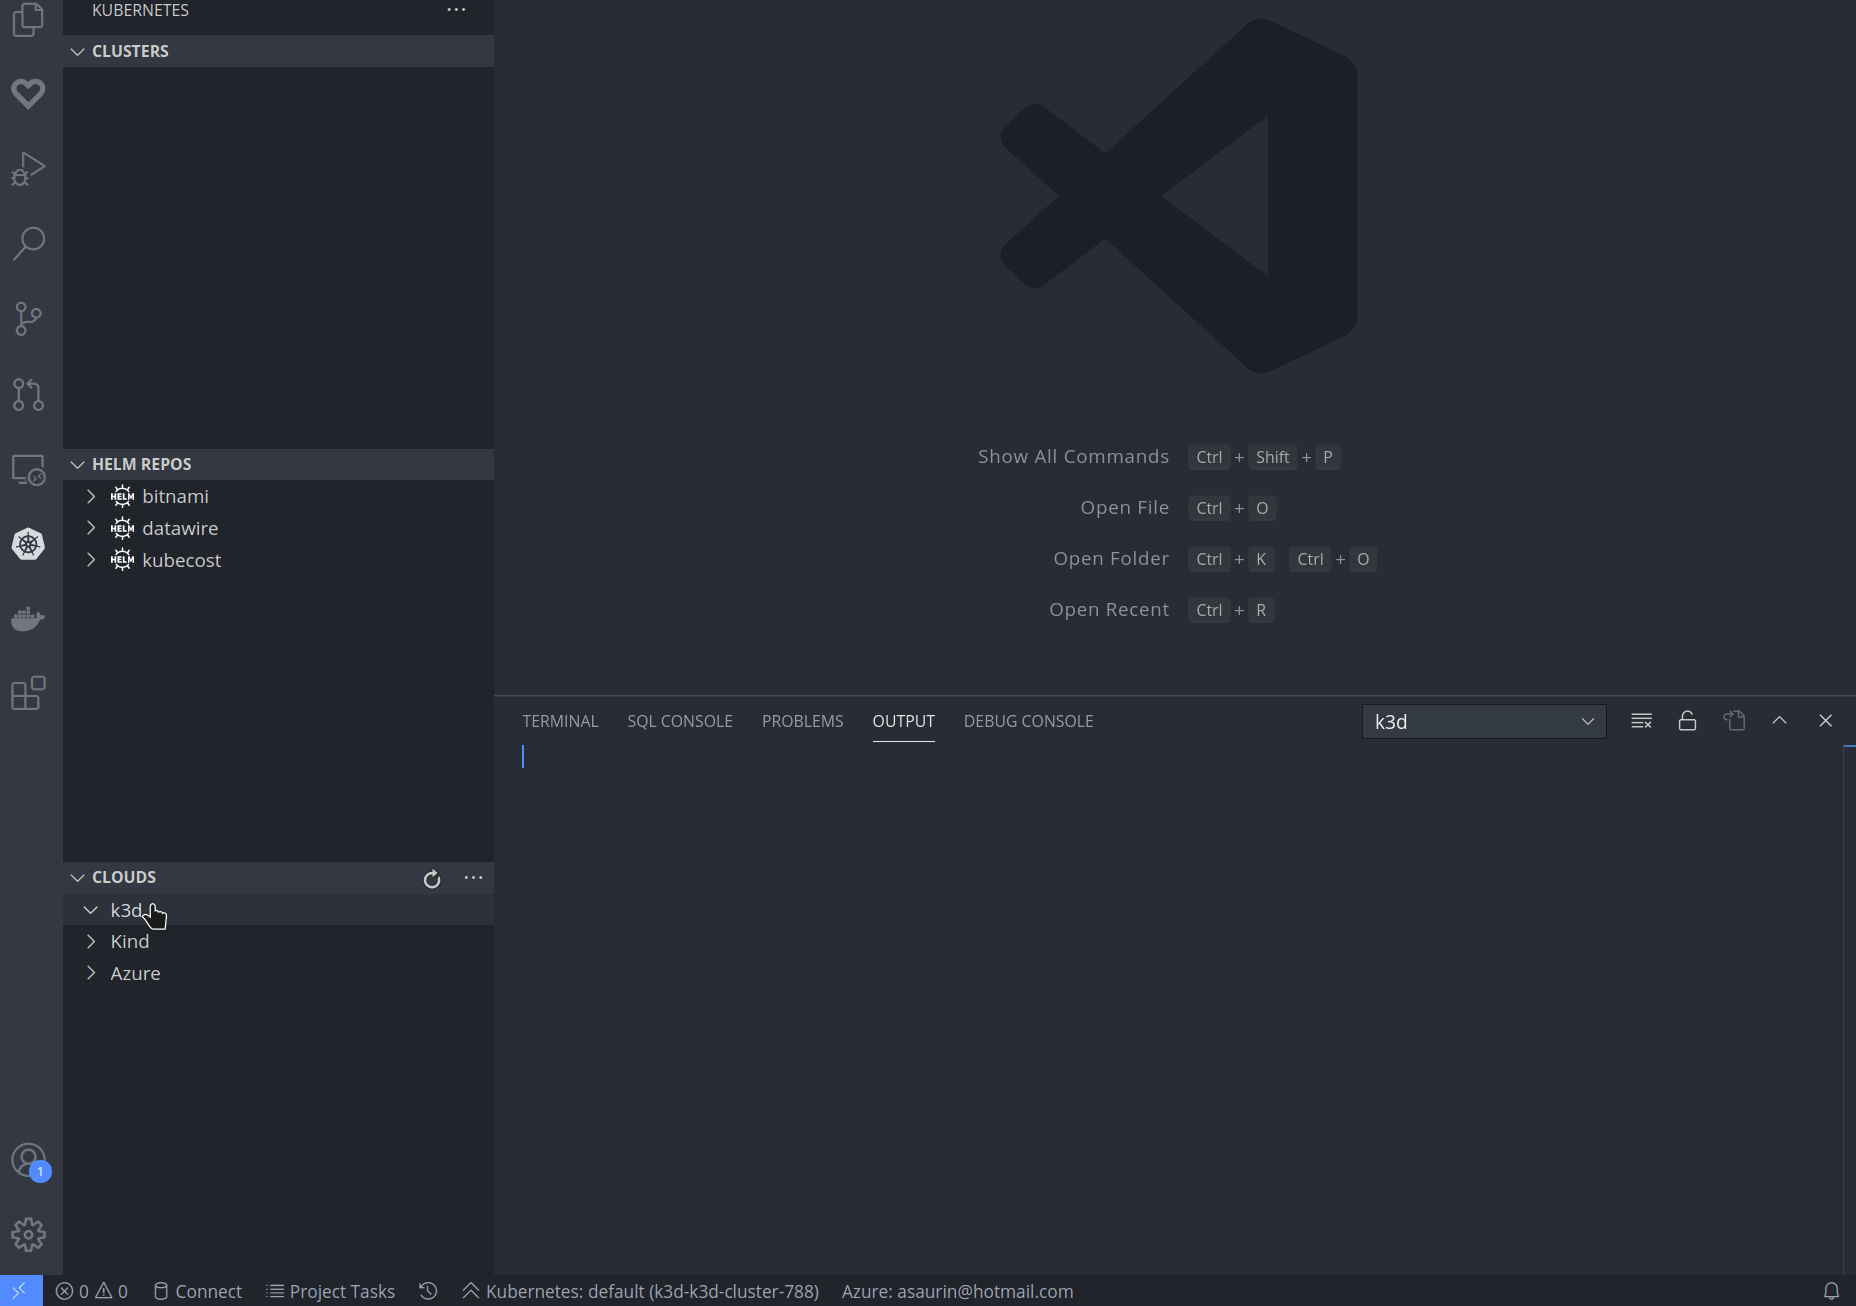 KUBERNETES
CLUSTERS
HELM REPOS
HELM bitnami
HELM datawire
HELM kubecost
CLOUDS
k3d
Kind
Azure
1
Show All Commands Ctrl + Shift + P
Open File Ctrl + O
Open Folder Ctrl + K Ctrl + O
Open Recent Ctrl + R
TERMINAL SQL CONSOLE PROBLEMS OUTPUT DEBUG CONSOLE k3d
0 0 Connect Project Tasks Kubernetes: default (k3d-k3d-cluster-788) Azure: asaurin@hotmail.com